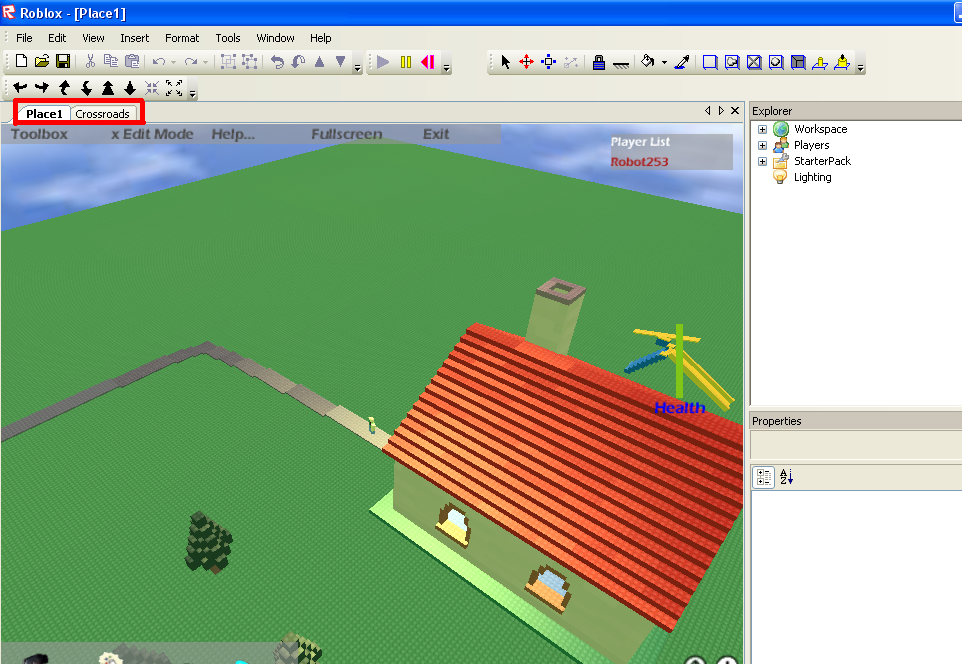 Roblox - [Place1]
File Edit View Insert Format Tools Window Help
Place1 Crossroads
Explorer
Toolbox x Edit Mode Help... Fullscreen Exit
Player List
Robot253
Workspace
Players
StarterPack
Lighting
Health
Properties